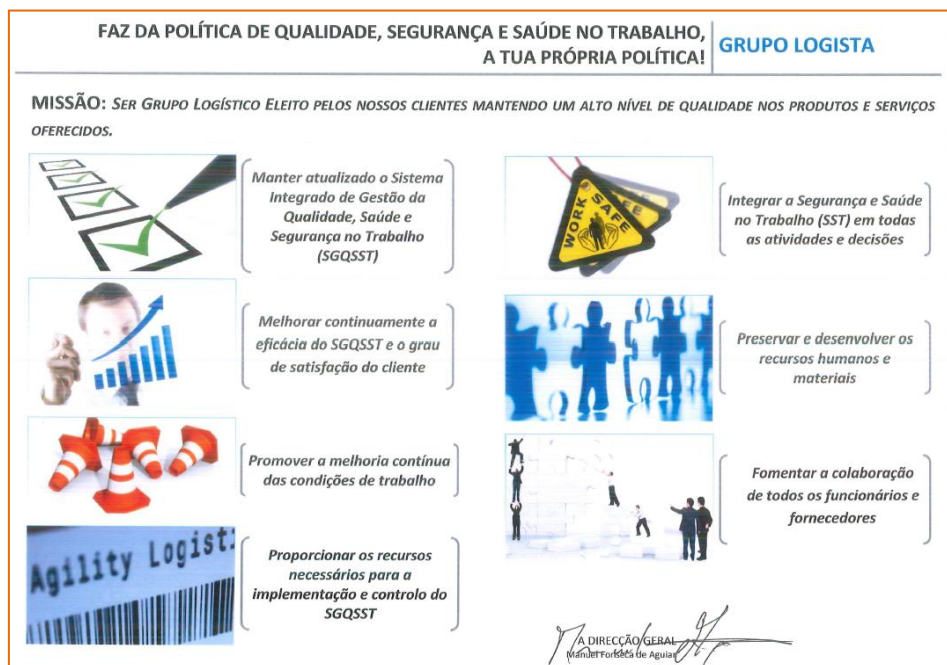 FAZ DA POLÍTICA DE QUALIDADE, SEGURANÇA E SAÚDE NO TRABALHO,
A TUA PRÓPRIA POLÍTICA!
GRUPO LOGISTA
MISSÃO: SER GRUPO LOGÍSTICO ELEITO PELOS NOSSOS CLIENTES MANTENDO UM ALTO NÍVEL DE QUALIDADE NOS PRODUTOS E SERVIÇOS
OFERECIDOS.
Manter atualizado o Sistema
Integrado de Gestão da
Qualidade, Saúde e
Segurança no Trabalho
(SGQSST)
WORK SAFE
Integrar a Segurança e Saúde
no Trabalho (SST) em todas
as atividades e decisões
Melhorar continuamente a
eficácia do SGQSST e o grau
de satisfação do cliente
Preservar e desenvolver os
recursos humanos e
materiais
Promover a melhoria contínua
das condições de trabalho
Fomentar a colaboração
de todos os funcionários e
fornecedores
Agility Logisti
Proporcionar os recursos
necessários para a
implementação e controlo do
SGQSST
A DIRECÇÃO GERAL
Manuel Fonseca de Aguiar